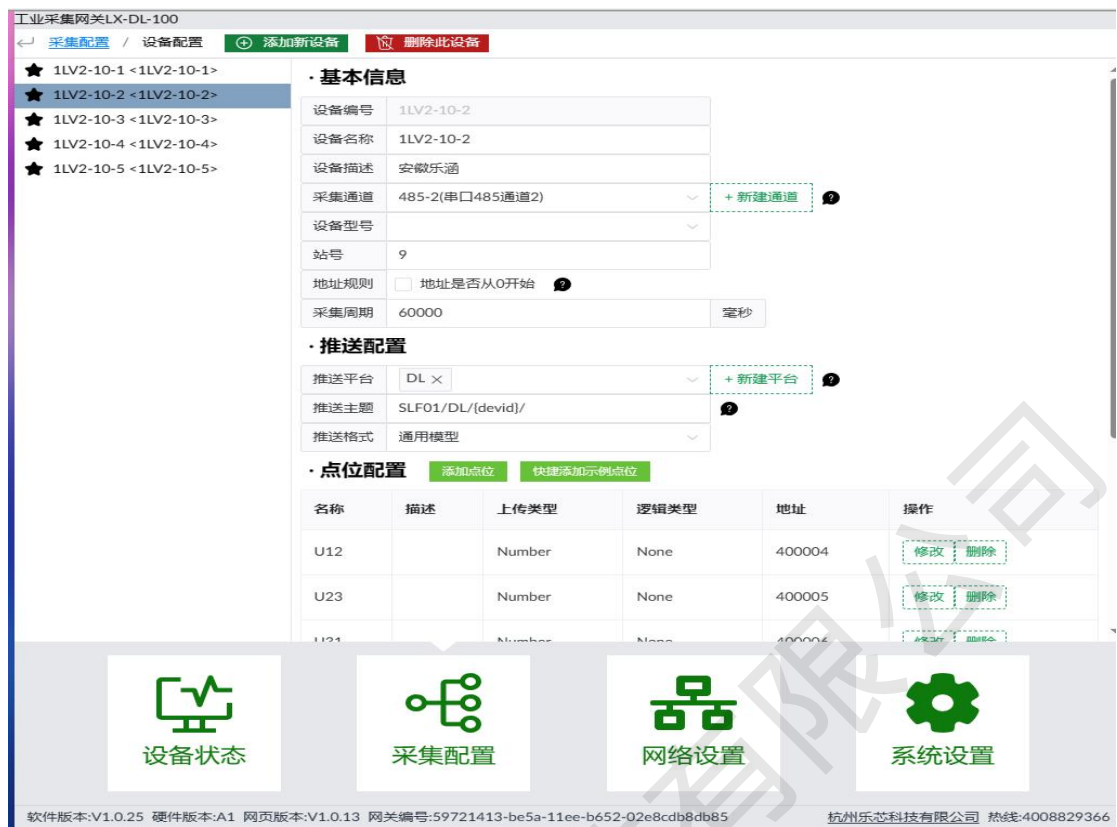 工业采集网关LX-DL-100
采集配置 / 设备配置 添加新设备 删除此设备
1LV2-10-1 <1LV2-10-1>
1LV2-10-2 <1LV2-10-2>
1LV2-10-3 <1LV2-10-3>
1LV2-10-4 <1LV2-10-4>
1LV2-10-5 <1LV2-10-5>
· 基本信息
设备编号 1LV2-10-2
设备名称 1LV2-10-2
设备描述 安徽乐涵
采集通道 485-2(串口485通道2) + 新建通道
设备型号
站号 9
地址规则 地址是否从0开始
采集周期 60000 毫秒
· 推送配置
推送平台 DL × + 新建平台
推送主题 SLF01/DL/{devid}/
推送格式 通用模型
· 点位配置 添加点位 快捷添加示例点位
名称 描述 上传类型 逻辑类型 地址 操作
U12 Number None 400004 修改 删除
U23 Number None 400005 修改 删除
U31 Number None 400006 修改 删除
设备状态 采集配置 网络设置 系统设置
软件版本:V1.0.25 硬件版本:A1 网页版本:V1.0.13 网关编号:59721413-be5a-11ee-b652-02e8cdb8db85 杭州乐芯科技有限公司 热线:4008829366
有限公司